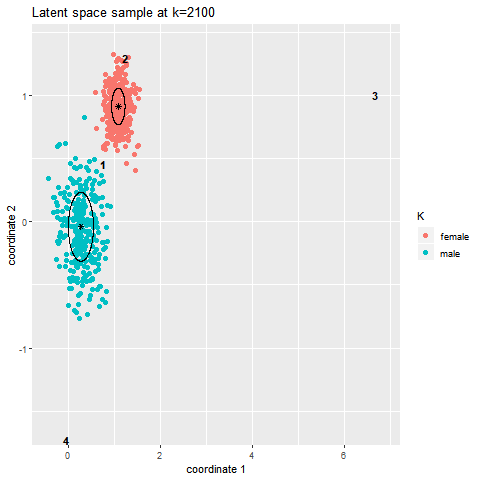 Latent space sample at k=2100
2
3
1
1
0
-1
4
0
2
4
6
coordinate 1
coordinate 2
K
female
male